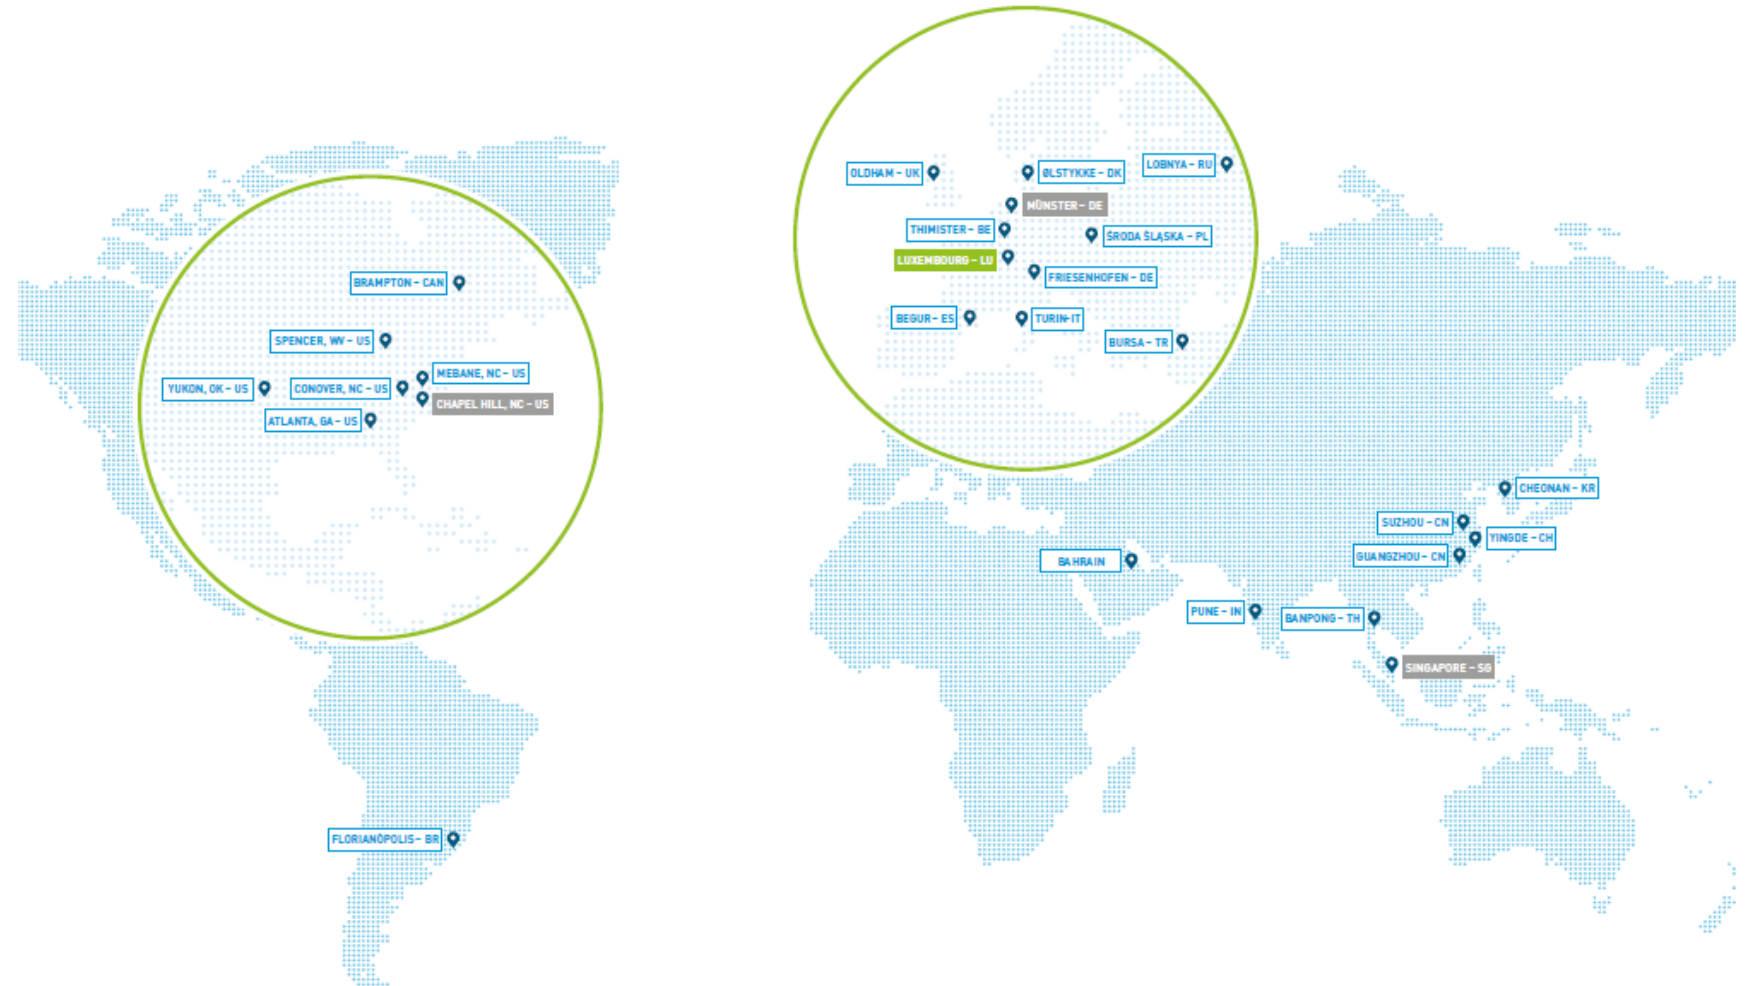 BRAMPTON – CAN
SPENCER, WV – US
MEBANE, NC – US
YUKON, OK – US
CONOVER, NC – US
CHAPEL HILL, NC – US
ATLANTA, GA – US
FLORIANÒPOLIS – BR
OLDHAM – UK
ØLSTYKKE – DK
LOBNYA – RU
MÜNSTER – DE
THIMISTER – BE
ŚRODA ŚLĄSKA – PL
LUXEMBOURG – LU
FRIESENHOFEN – DE
BEGUR – ES
TURIN-IT
BURSA – TR
CHEONAN – KR
SUZHOU – CN
YINGDE – CH
GUANGZHOU – CN
BAHRAIN
PUNE – IN
BANPONG – TH
SINGAPORE – SG